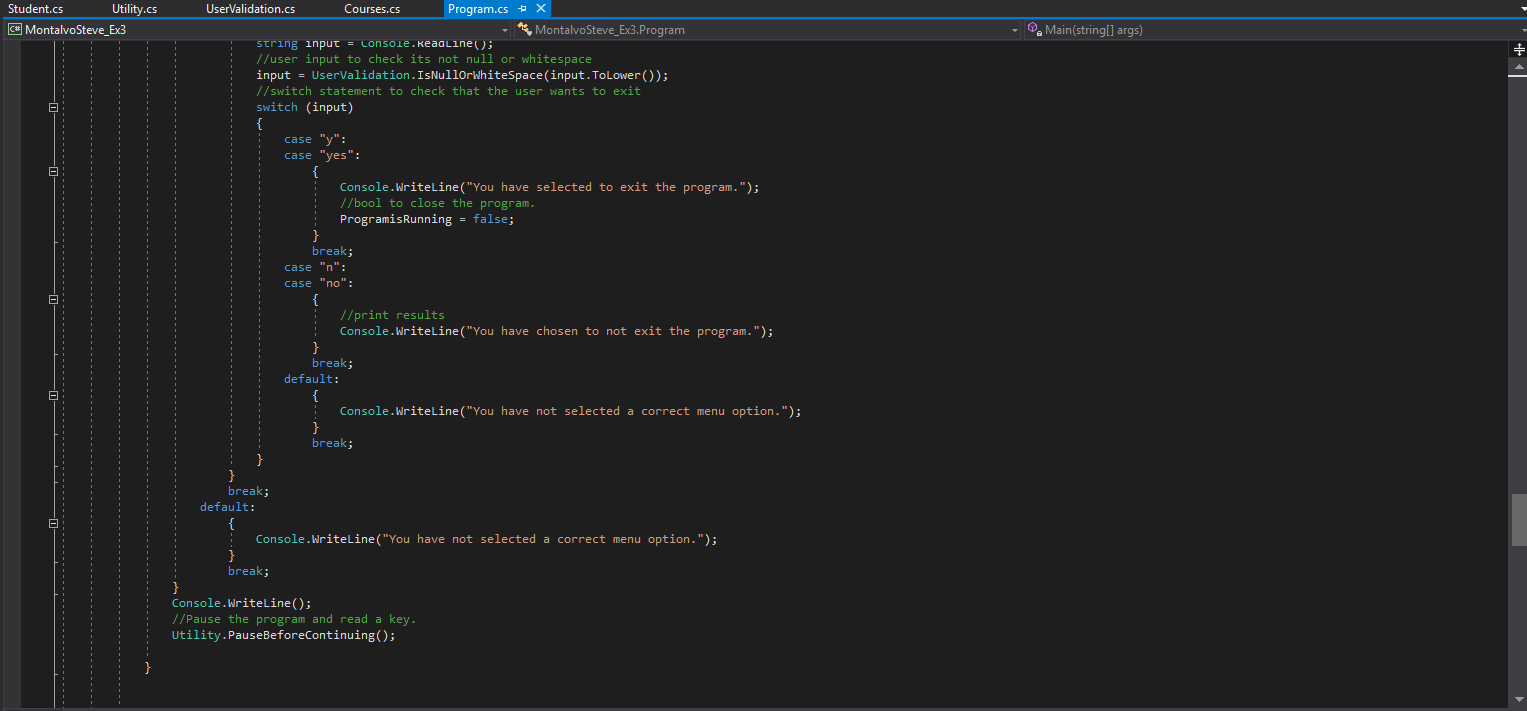 Student.cs Utility.cs UserValidation.cs Courses.cs Program.cs
C# MontalvoSteve_Ex3 MontalvoSteve_Ex3.Program Main(string[] args)
string input = Console.ReadLine();
//user input to check its not null or whitespace
input = UserValidation.IsNullOrWhiteSpace(input.ToLower());
//switch statement to check that the user wants to exit
switch (input)
{
case "y":
case "yes":
{
Console.WriteLine("You have selected to exit the program.");
//bool to close the program.
ProgramisRunning = false;
}
break;
case "n":
case "no":
{
//print results
Console.WriteLine("You have chosen to not exit the program.");
}
break;
default:
{
Console.WriteLine("You have not selected a correct menu option.");
}
break;
}
}
break;
default:
{
Console.WriteLine("You have not selected a correct menu option.");
}
break;
}
Console.WriteLine();
//Pause the program and read a key.
Utility.PauseBeforeContinuing();
}